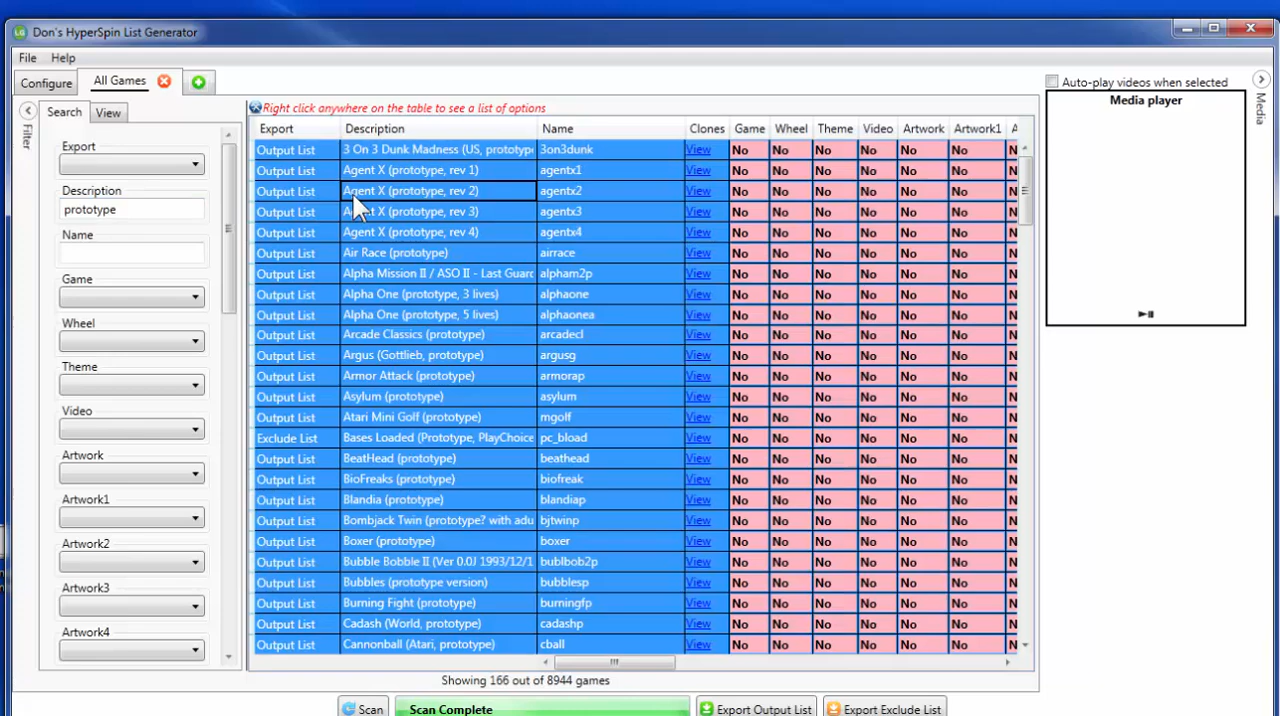 LG Don's HyperSpin List Generator
File Help
Configure All Games
Search View
Filter
Export
Description
prototype
Name
Game
Wheel
Theme
Video
Artwork
Artwork1
Artwork2
Artwork3
Artwork4
Right click anywhere on the table to see a list of options
Export Description Name Clones Game Wheel Theme Video Artwork Artwork1 A
Output List 3 On 3 Dunk Madness (US, prototype 3on3dunk View No No No No No No N
Output List Agent X (prototype, rev 1) agentx1 View No No No No No No N
Output List Agent X (prototype, rev 2) agentx2 View No No No No No No N
Output List Agent X (prototype, rev 3) agentx3 View No No No No No No N
Output List Agent X (prototype, rev 4) agentx4 View No No No No No No N
Output List Air Race (prototype) airrace View No No No No No No N
Output List Alpha Mission II / ASO II - Last Guard alpham2p View No No No No No No N
Output List Alpha One (prototype, 3 lives) alphaone View No No No No No No N
Output List Alpha One (prototype, 5 lives) alphaonea View No No No No No No N
Output List Arcade Classics (prototype) arcadecl View No No No No No No N
Output List Argus (Gottlieb, prototype) argusg View No No No No No No N
Output List Armor Attack (prototype) armorap View No No No No No No N
Output List Asylum (prototype) asylum View No No No No No No N
Output List Atari Mini Golf (prototype) mgolf View No No No No No No N
Exclude List Bases Loaded (Prototype, PlayChoice pc_bload View No No No No No No N
Output List BeatHead (prototype) beathead View No No No No No No N
Output List BioFreaks (prototype) biofreak View No No No No No No N
Output List Blandia (prototype) blandiap View No No No No No No N
Output List Bombjack Twin (prototype? with adu bjtwinp View No No No No No No N
Output List Boxer (prototype) boxer View No No No No No No N
Output List Bubble Bobble II (Ver 0.0J 1993/12/1 bublbob2p View No No No No No No N
Output List Bubbles (prototype version) bubblesp View No No No No No No N
Output List Burning Fight (prototype) burningfp View No No No No No No N
Output List Cadash (World, prototype) cadashp View No No No No No No N
Output List Cannonball (Atari, prototype) cball View No No No No No No N
Showing 166 out of 8944 games
Scan Scan Complete Export Output List Export Exclude List
Auto-play videos when selected
Media player
Media